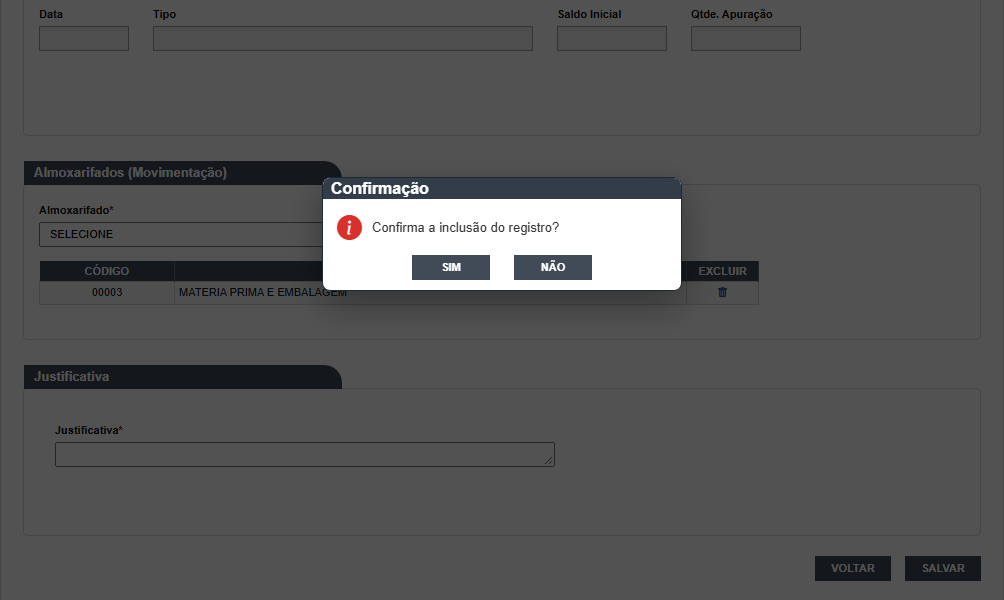 Data Tipo Saldo Inicial Qtde. Apuração
Almoxarifados (Movimentação)
Confirmação
Almoxarifado*
Confirma a inclusão do registro?
SELECIONE
SIM NÃO
CÓDIGO EXCLUIR
00003 MATERIA PRIMA E EMBALAGEM
Justificativa
Justificativa*
VOLTAR SALVAR